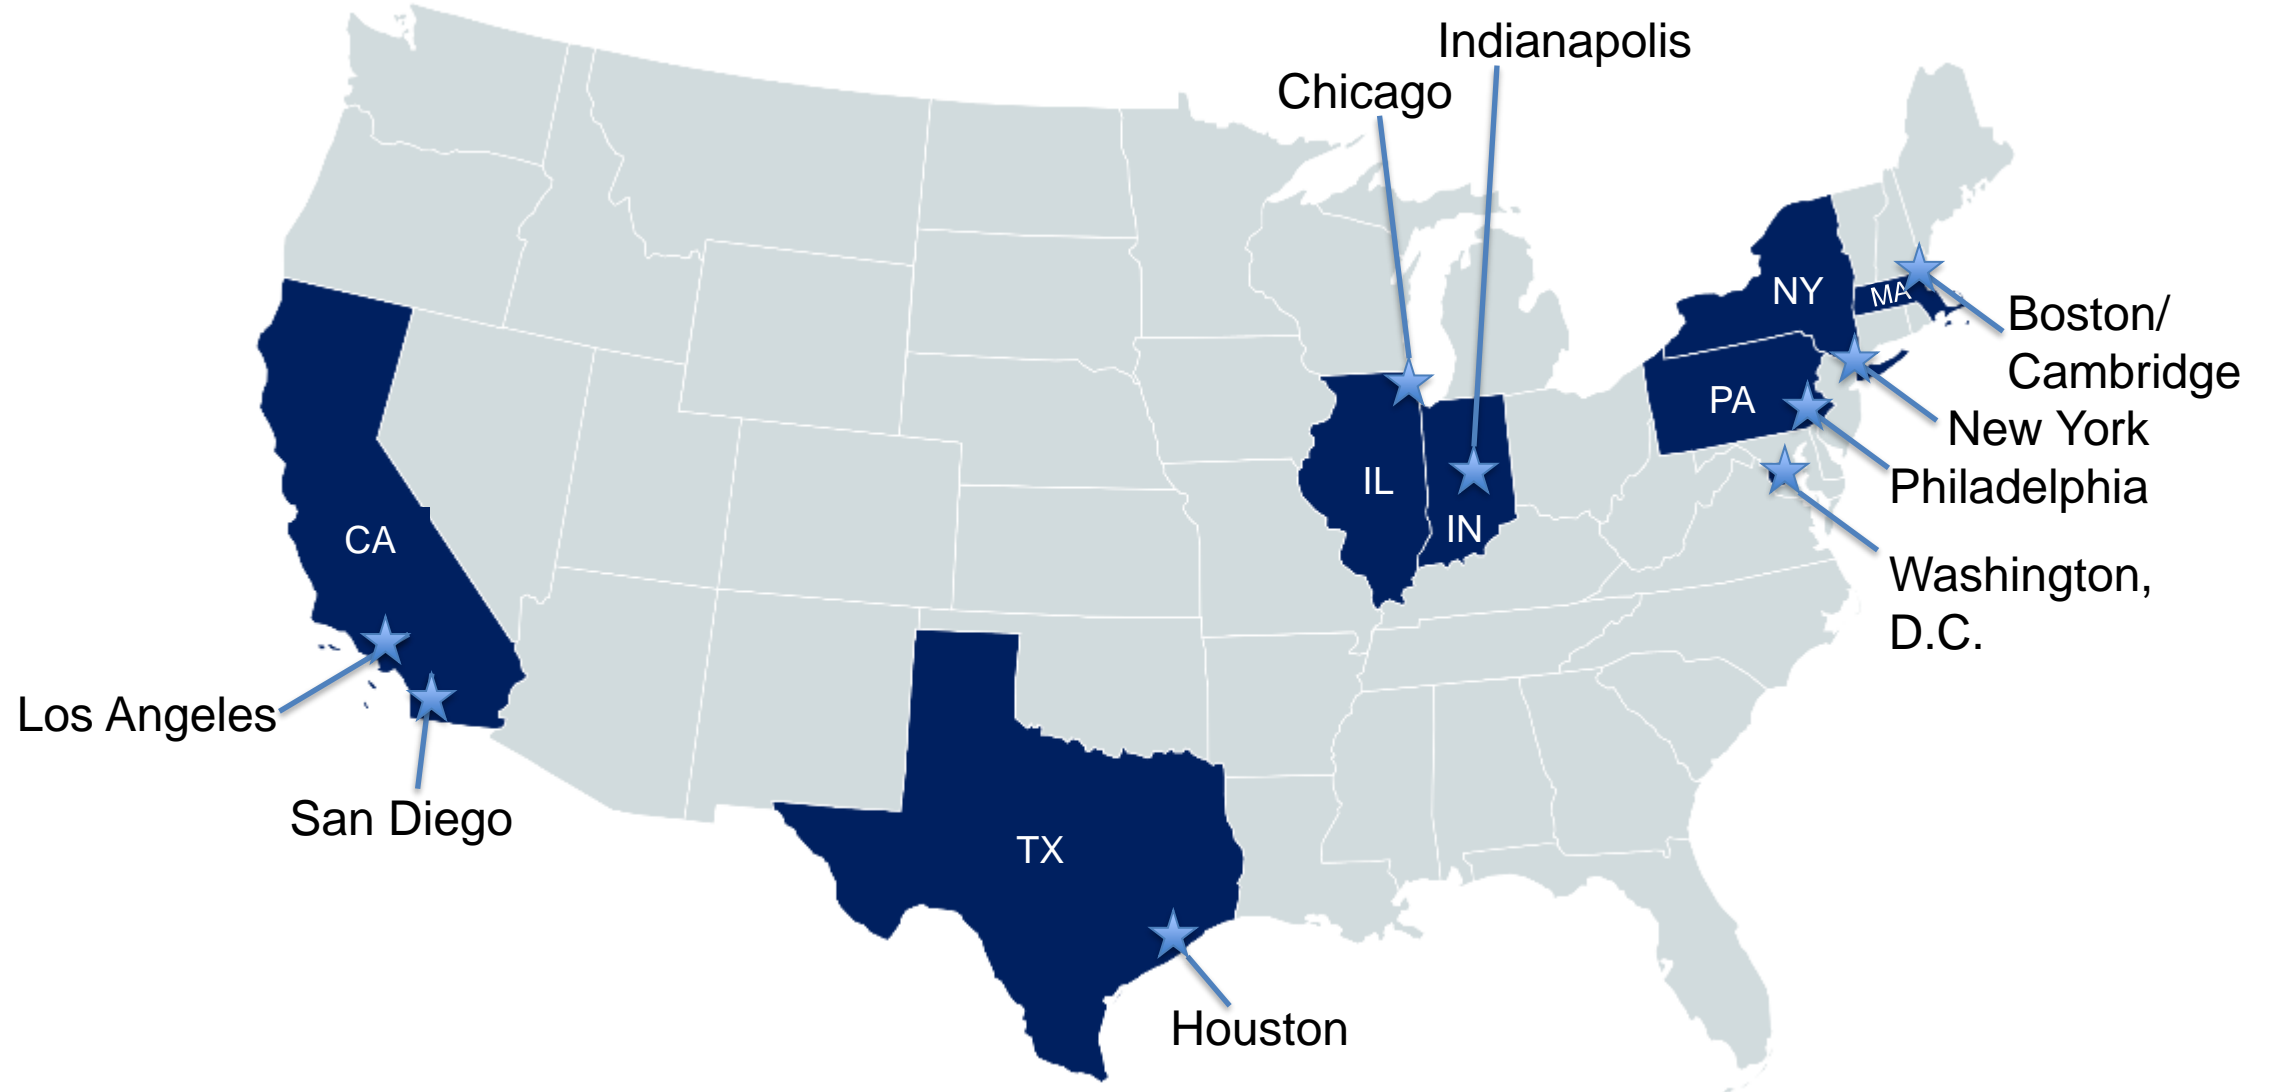 Indianapolis
Chicago
NY
MA
Boston/
Cambridge
New York
PA
Philadelphia
IL
IN
CA
Washington,
D.C.
Los Angeles
San Diego
TX
Houston